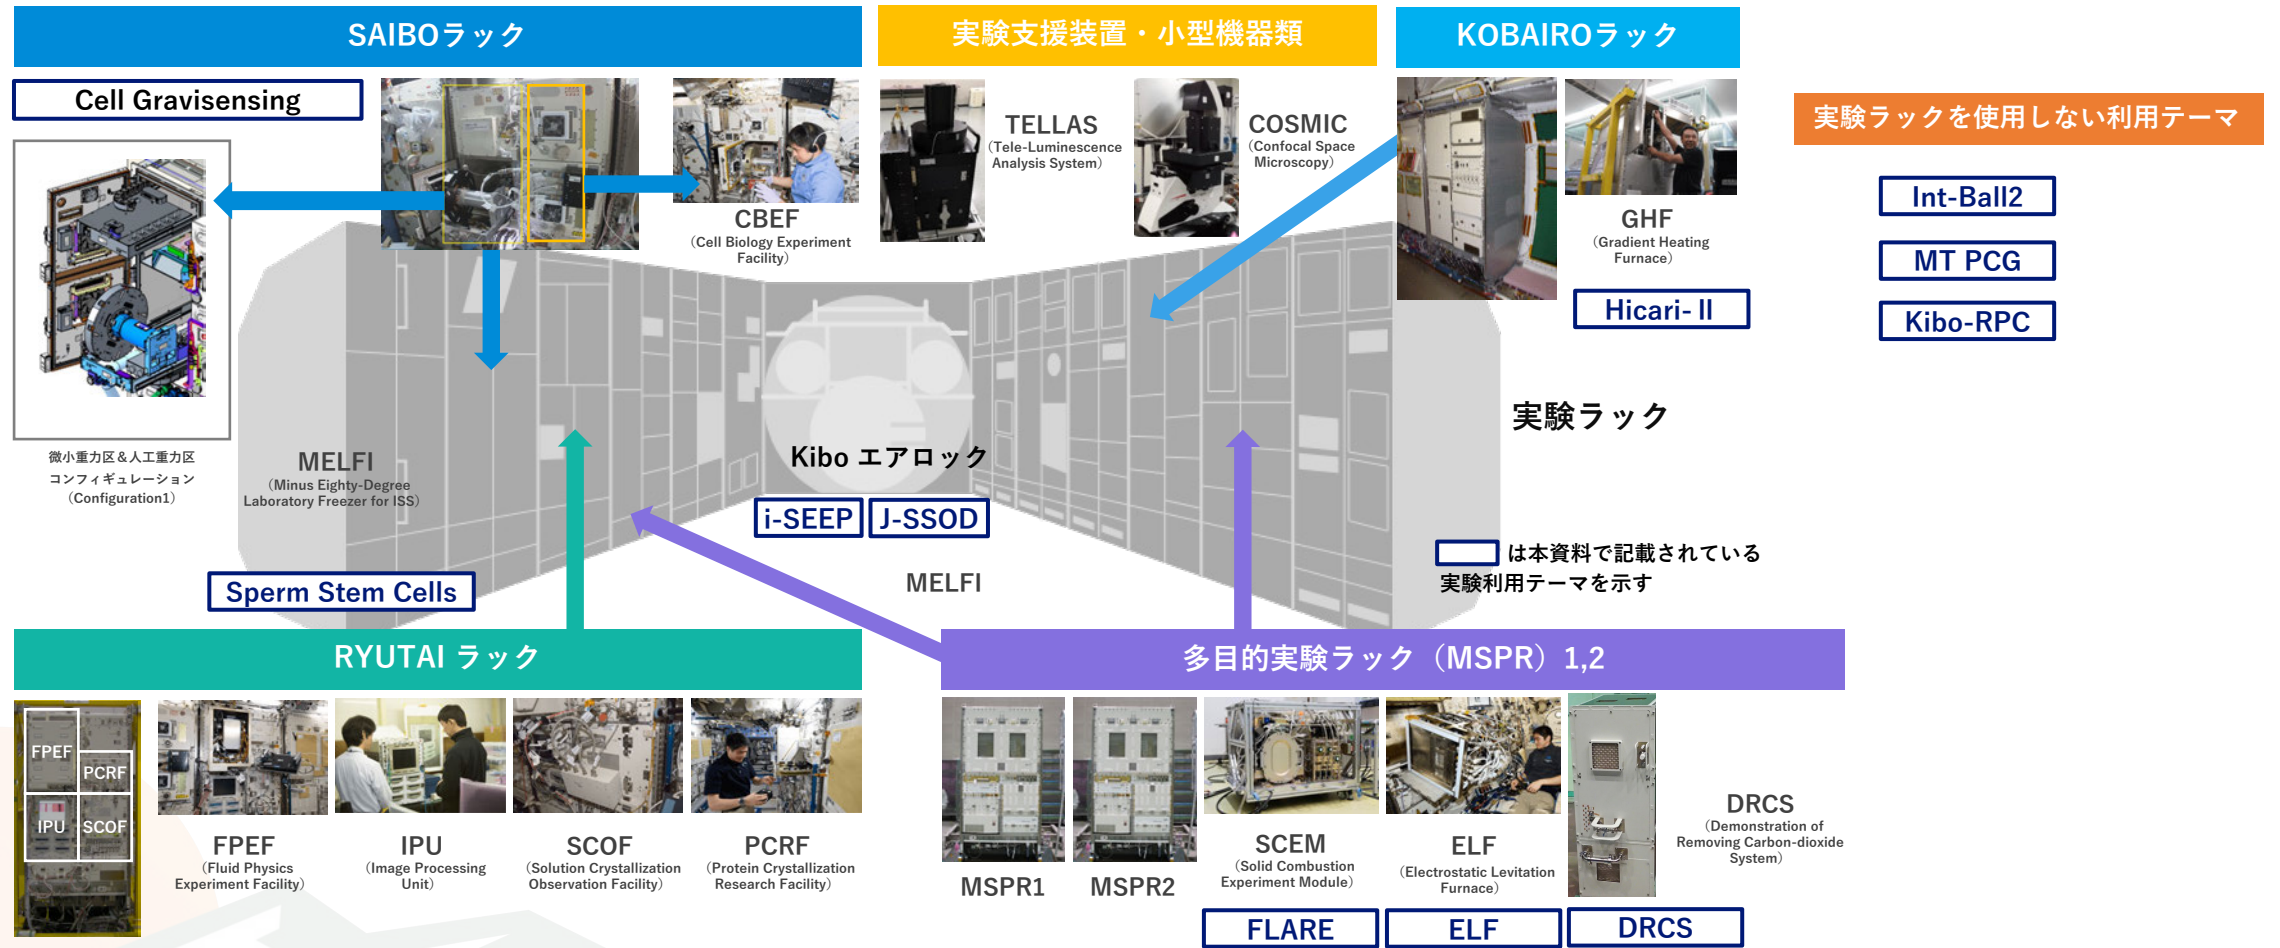 SAIBOラック
実験支援装置・小型機器類
KOBAIROラック
Cell Gravisensing
実験ラックを使用しない利用テーマ
TELLAS
(Tele-Luminescence
Analysis System)
COSMIC
(Confocal Space
Microscopy)
CBEF
(Cell Biology Experiment
Facility)
GHF
(Gradient Heating
Furnace)
Hicari-Ⅱ
Int-Ball2
MT PCG
Kibo-RPC
実験ラック
微小重力区&人工重力区
コンフィギュレーション
(Configuration1)
MELFI
(Minus Eighty-Degree
Laboratory Freezer for ISS)
Kibo エアロック
i-SEEP
J-SSOD
MELFI
は本資料で記載されている
実験利用テーマを示す
Sperm Stem Cells
RYUTAI ラック
多目的実験ラック(MSPR)1,2
FPEF
PCRF
IPU
SCOF
FPEF
(Fluid Physics
Experiment Facility)
IPU
(Image Processing
Unit)
SCOF
(Solution Crystallization
Observation Facility)
PCRF
(Protein Crystallization
Research Facility)
MSPR1
MSPR2
SCEM
(Solid Combustion
Experiment Module)
ELF
(Electrostatic Levitation
Furnace)
DRCS
(Demonstration of
Removing Carbon-dioxide
System)
FLARE
ELF
DRCS